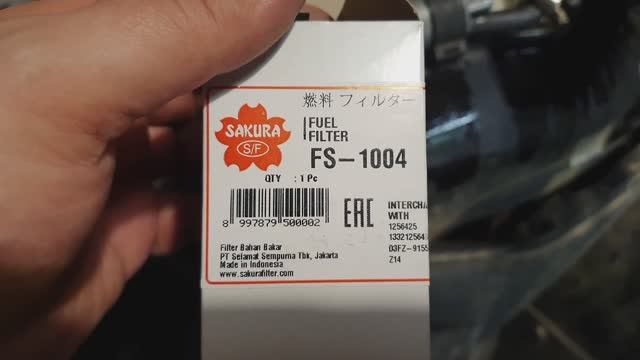 燃料 フィルター
SAKURA
S/F
FUEL
FILTER
FS-1004
QTY : 1 Pc
8 997879 500002
EAC
INTERCHA
WITH
1256425
133212564
03FZ-9155
Z14
Filter Bahan Bakar
PT Selamat Sempurna Tbk, Jakarta
Made in Indonesia
www.sakurafilter.com